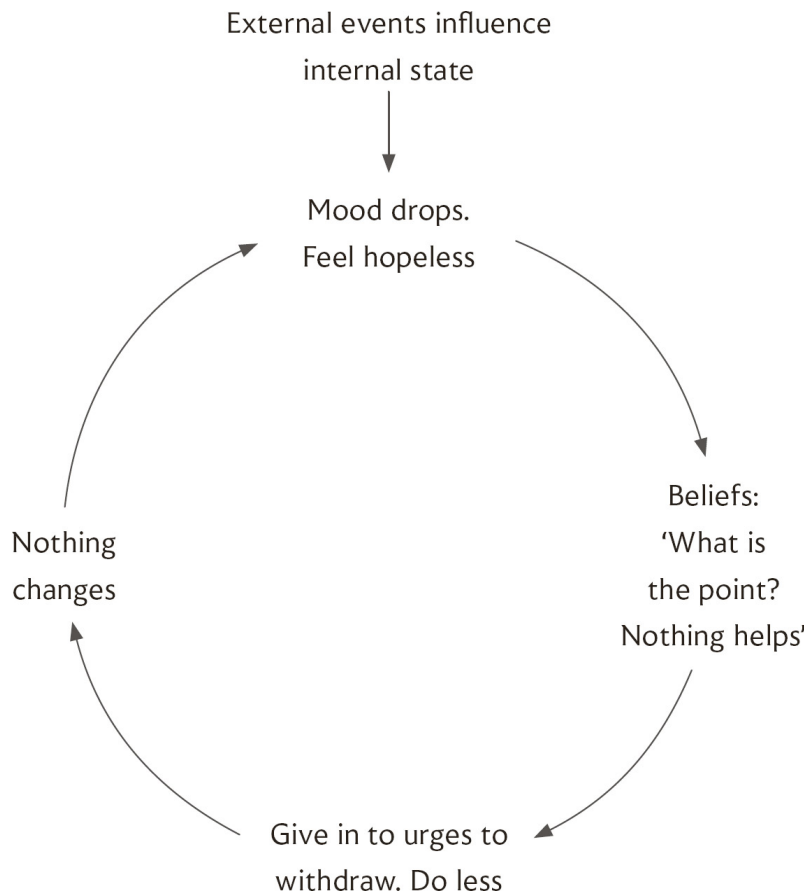 External events influence
internal state
Mood drops.
Feel hopeless
Beliefs:
‘What is
the point?
Nothing helps’
Give in to urges to
withdraw. Do less
Nothing
changes